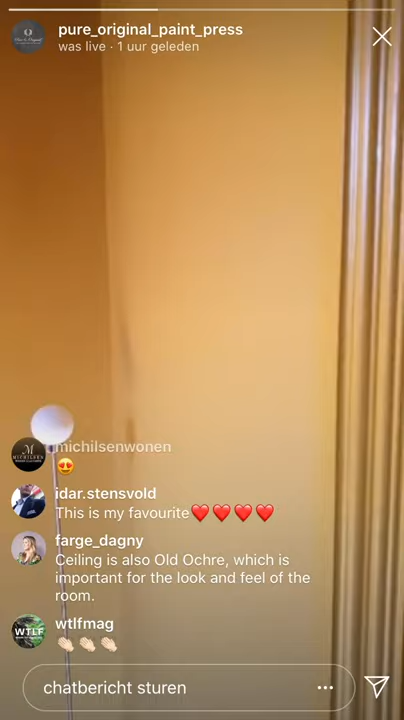 pure_original_paint_press
was live · 1 uur geleden
michilsenwonen
😍
idar.stensvold
This is my favourite❤️❤️❤️❤️
farge_dagny
Ceiling is also Old Ochre, which is
important for the look and feel of the
room.
WTLF
wtlfmag
👏🏻👏🏻👏🏻
chatbericht sturen